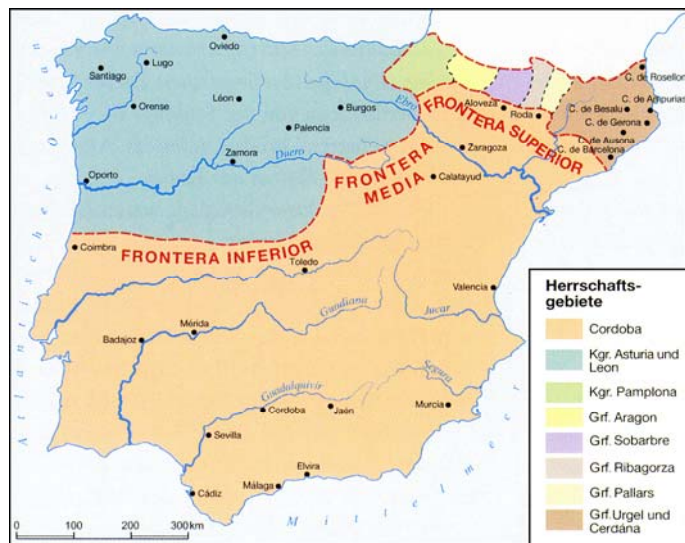 Oviedo
Lugo
Santiago
Orense
Léon
Burgos
Palencia
Zamora
Duero
Oporto
Ebro
C. de Rosellon
C. de Ampurias
C. de Besalu
C. de Gerona
C. de Ausona
C. de Barcelona
Aloveza
Roda
FRONTERA SUPERIOR
Zaragoza
FRONTERA
MEDIA
Calatayud
Coimbra
FRONTERA INFERIOR
Toledo
Valencia
Guadiana
Jucar
Mérida
Badajoz
Segura
Guadalquivir
Cordoba
Jaén
Murcia
Sevilla
Elvira
Málaga
Cádiz
Atlantischer Ozean
Mittelmeer
0 100 200 300 km
Herrschafts-
gebiete
Cordoba
Kgr. Asturia und
Leon
Kgr. Pamplona
Grf. Aragon
Grf. Sobarbre
Grf. Ribagorza
Grf. Pallars
Grf. Urgel und
Cerdána